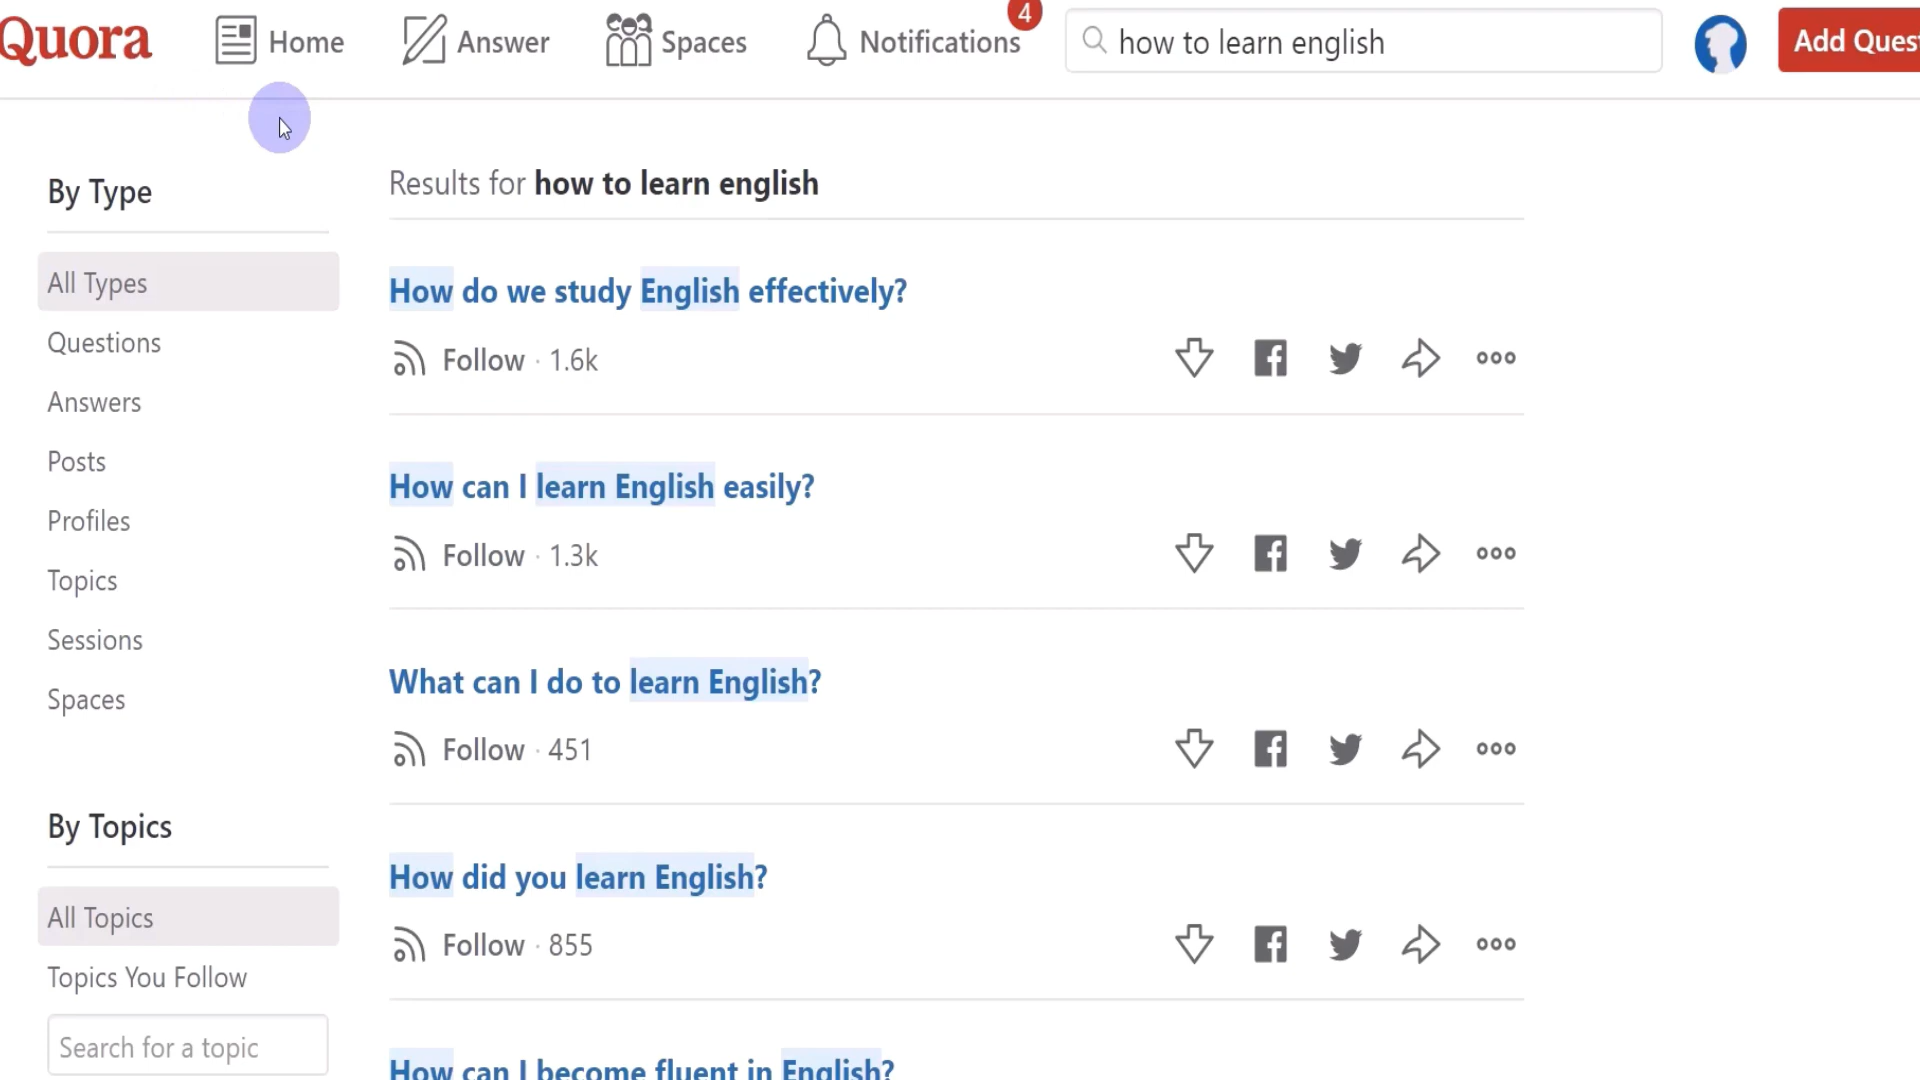 Quora
Home
Answer
Spaces
Notifications
4
how to learn english
Add Ques
By Type
All Types
Questions
Answers
Posts
Profiles
Topics
Sessions
Spaces
By Topics
All Topics
Topics You Follow
Search for a topic
Results for how to learn english
How do we study English effectively?
Follow · 1.6k
How can I learn English easily?
Follow · 1.3k
What can I do to learn English?
Follow · 451
How did you learn English?
Follow · 855
How can I become fluent in English?